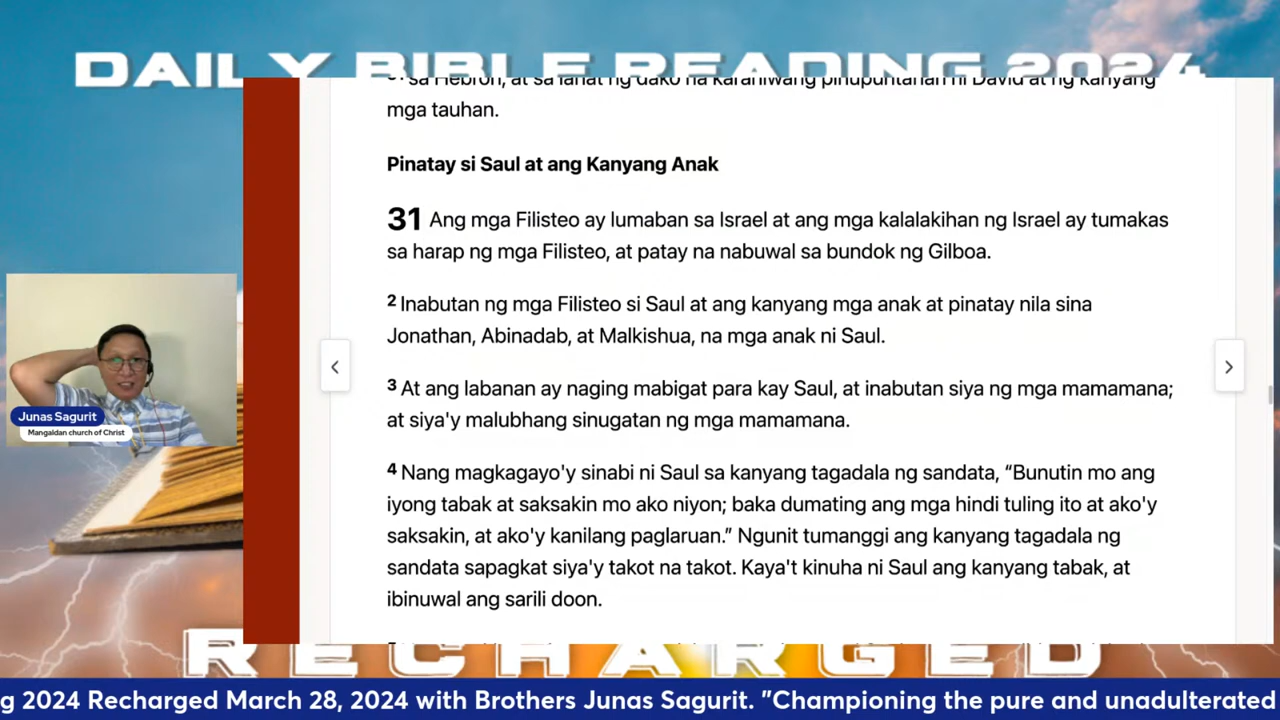 DAILY BIBLE READING 2024
31 sa Hebron, at sa lahat ng dako na karaniwang pinupuntahan ni David at ng kanyang
mga tauhan.
Pinatay si Saul at ang Kanyang Anak
31 Ang mga Filisteo ay lumaban sa Israel at ang mga kalalakihan ng Israel ay tumakas
sa harap ng mga Filisteo, at patay na nabuwal sa bundok ng Gilboa.
2 Inabutan ng mga Filisteo si Saul at ang kanyang mga anak at pinatay nila sina
Jonathan, Abinadab, at Malkishua, na mga anak ni Saul.
3 At ang labanan ay naging mabigat para kay Saul, at inabutan siya ng mga mamamana;
at siya'y malubhang sinugatan ng mga mamamana.
4 Nang magkagayo'y sinabi ni Saul sa kanyang tagadala ng sandata, “Bunutin mo ang
iyong tabak at saksakin mo ako niyon; baka dumating ang mga hindi tuling ito at ako'y
saksakin, at ako'y kanilang paglaruan.” Ngunit tumanggi ang kanyang tagadala ng
sandata sapagkat siya'y takot na takot. Kaya't kinuha ni Saul ang kanyang tabak, at
ibinuwal ang sarili doon.
Junas Sagurit
Mangaldan church of Christ
RECHARGED
g 2024 Recharged March 28, 2024 with Brothers Junas Sagurit. "Championing the pure and unadulterated